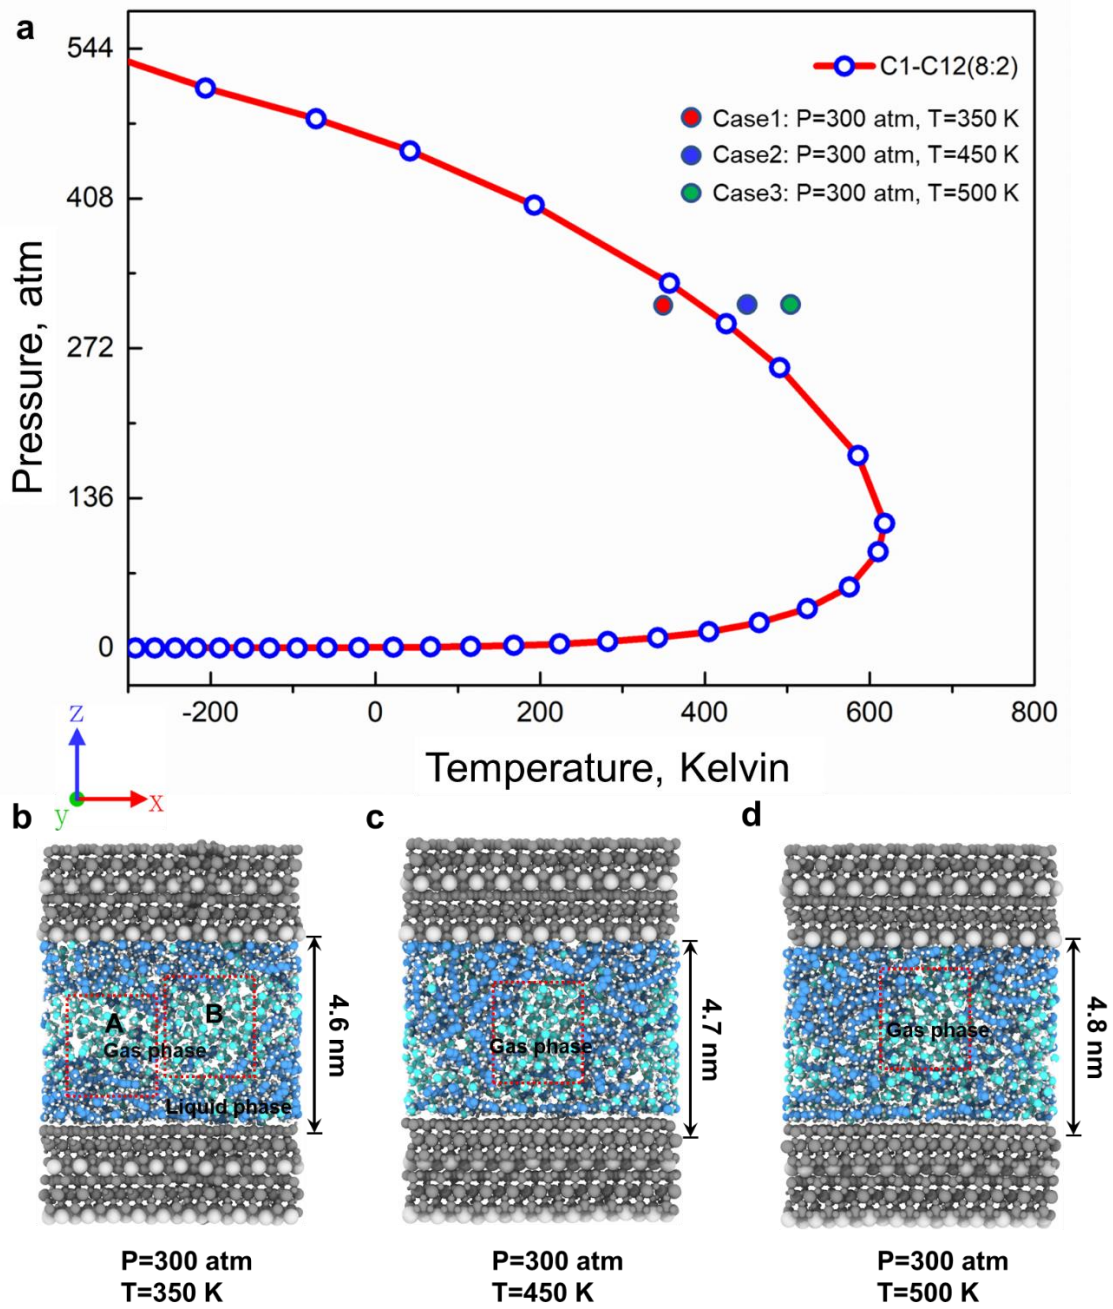 a
544
408
272
136
0
Pressure, atm
C1-C12(8:2)
Case1: P=300 atm, T=350 K
Case2: P=300 atm, T=450 K
Case3: P=300 atm, T=500 K
-200
0
200
400
600
800
Temperature, Kelvin
z
x
y
b
A
B
Gas phase
Liquid phase
4.6 nm
P=300 atm
T=350 K
c
Gas phase
4.7 nm
P=300 atm
T=450 K
d
Gas phase
4.8 nm
P=300 atm
T=500 K